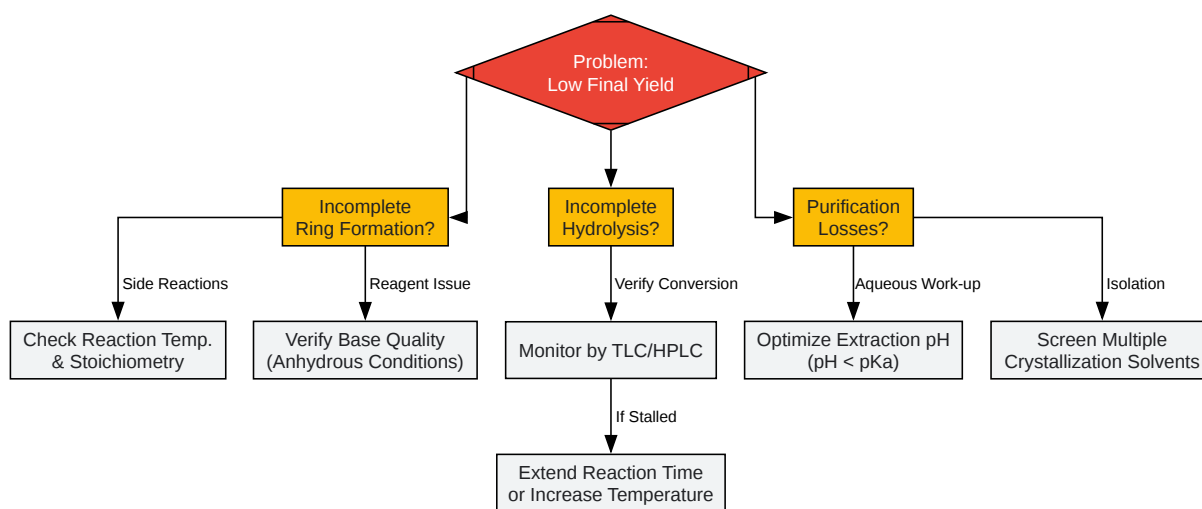 Problem:
Low Final Yield
Incomplete
Ring Formation?
Incomplete
Hydrolysis?
Purification
Losses?
Side Reactions
Reagent Issue
Verify Conversion
Aqueous Work-up
Isolation
Check Reaction Temp.
& Stoichiometry
Verify Base Quality
(Anhydrous Conditions)
Monitor by TLC/HPLC
Optimize Extraction pH
(pH < pKa)
Screen Multiple
Crystallization Solvents
If Stalled
Extend Reaction Time
or Increase Temperature